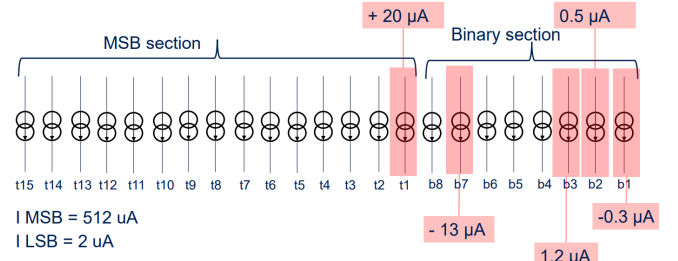 + 20 µA
0.5 µA
MSB section
Binary section
t15 t14 t13 t12 t11 t10 t9 t8 t7 t6 t5 t4 t3 t2 t1 b8 b7 b6 b5 b4 b3 b2 b1
I MSB = 512 uA
I LSB = 2 uA
- 13 µA
-0.3 µA
1.2 µA